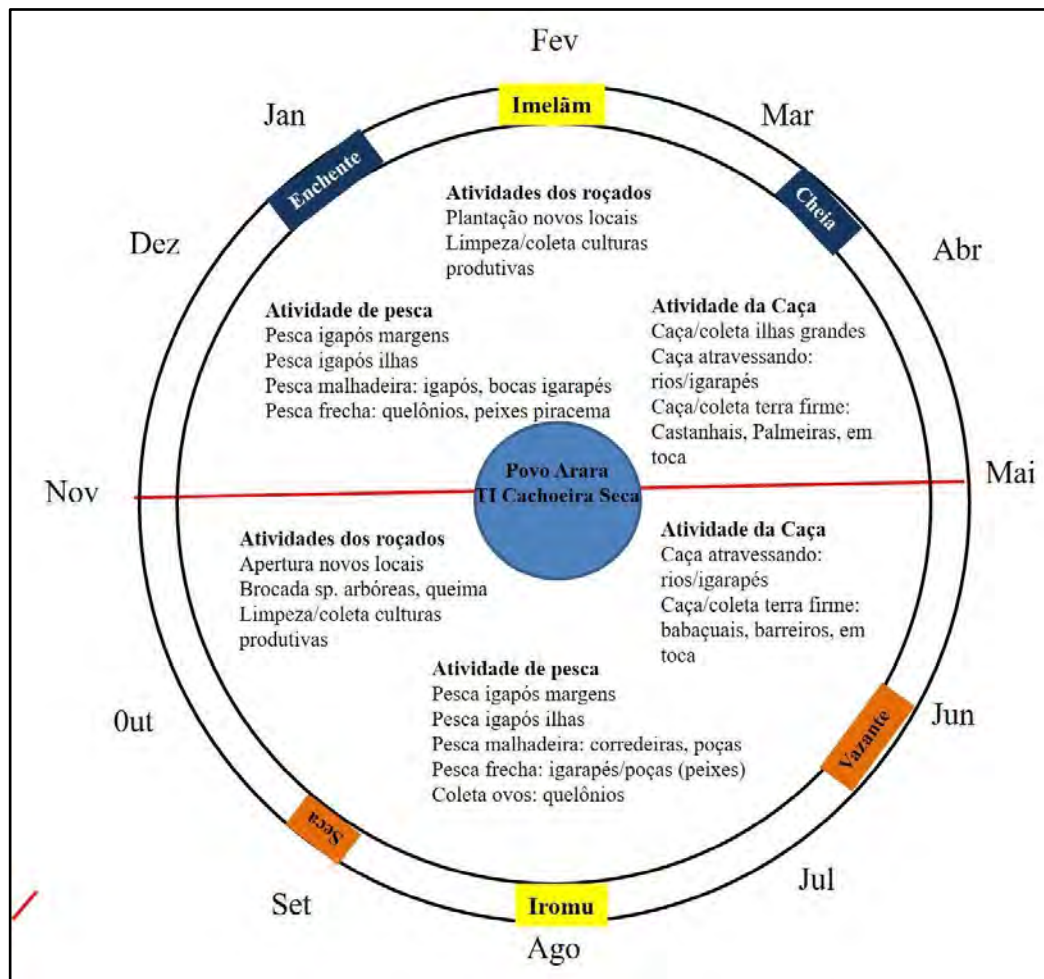 Fev
Imelãm
Jan
Mar
Enchente
Cheia
Dez
Abr
Atividades dos roçados
Plantação novos locais
Limpeza/coleta culturas
produtivas
Atividade de pesca
Pesca igapós margens
Pesca igapós ilhas
Pesca malhadeira: igapós, bocas igarapés
Pesca frecha: quelônios, peixes piracema
Atividade da Caça
Caça/coleta ilhas grandes
Caça atravessando:
rios/igarapés
Caça/coleta terra firme:
Castanhais, Palmeiras, em
toca
Povo Arara
TI Cachoeira Seca
Nov
Mai
Atividades dos roçados
Apertura novos locais
Brocada sp. arbóreas, queima
Limpeza/coleta culturas
produtivas
Atividade da Caça
Caça atravessando:
rios/igarapés
Caça/coleta terra firme:
babaçuais, barreiros, em
toca
Atividade de pesca
Pesca igapós margens
Pesca igapós ilhas
Pesca malhadeira: corredeiras, poças
Pesca frecha: igarapés/poças (peixes)
Coleta ovos: quelônios
0ut
Jun
Vazante
Seca
Jul
Set
Iromu
Ago